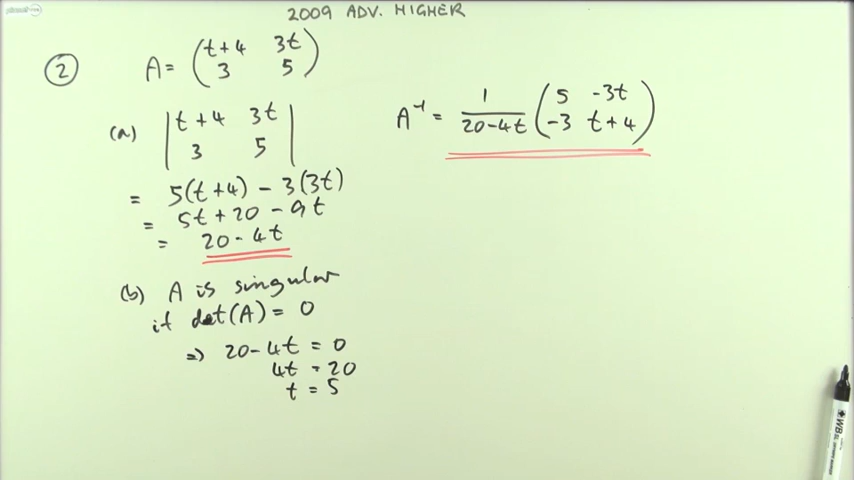 2009 ADV. HIGHER
② A = (t+4 3t
3 5)
(a) |t+4 3t
3 5|
= 5(t+4) - 3(3t)
= 5t+20 - 9t
= 20 - 4t
(b) A is singular
if det(A) = 0
⇒ 20-4t = 0
4t = 20
t = 5
A⁻¹ = 1/(20-4t) (5 -3t
-3 t+4)